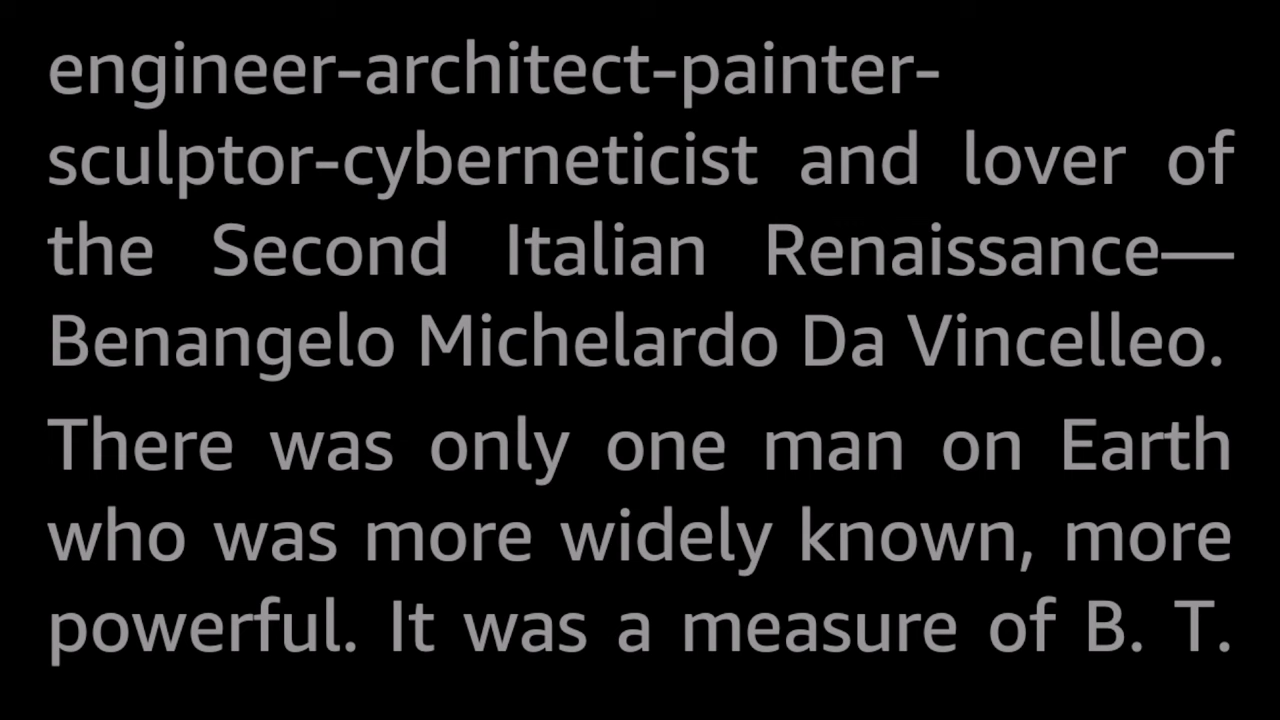 engineer-architect-painter-
sculptor-cyberneticist and lover of
the Second Italian Renaissance—
Benangelo Michelardo Da Vincelleo.
There was only one man on Earth
who was more widely known, more
powerful. It was a measure of B. T.